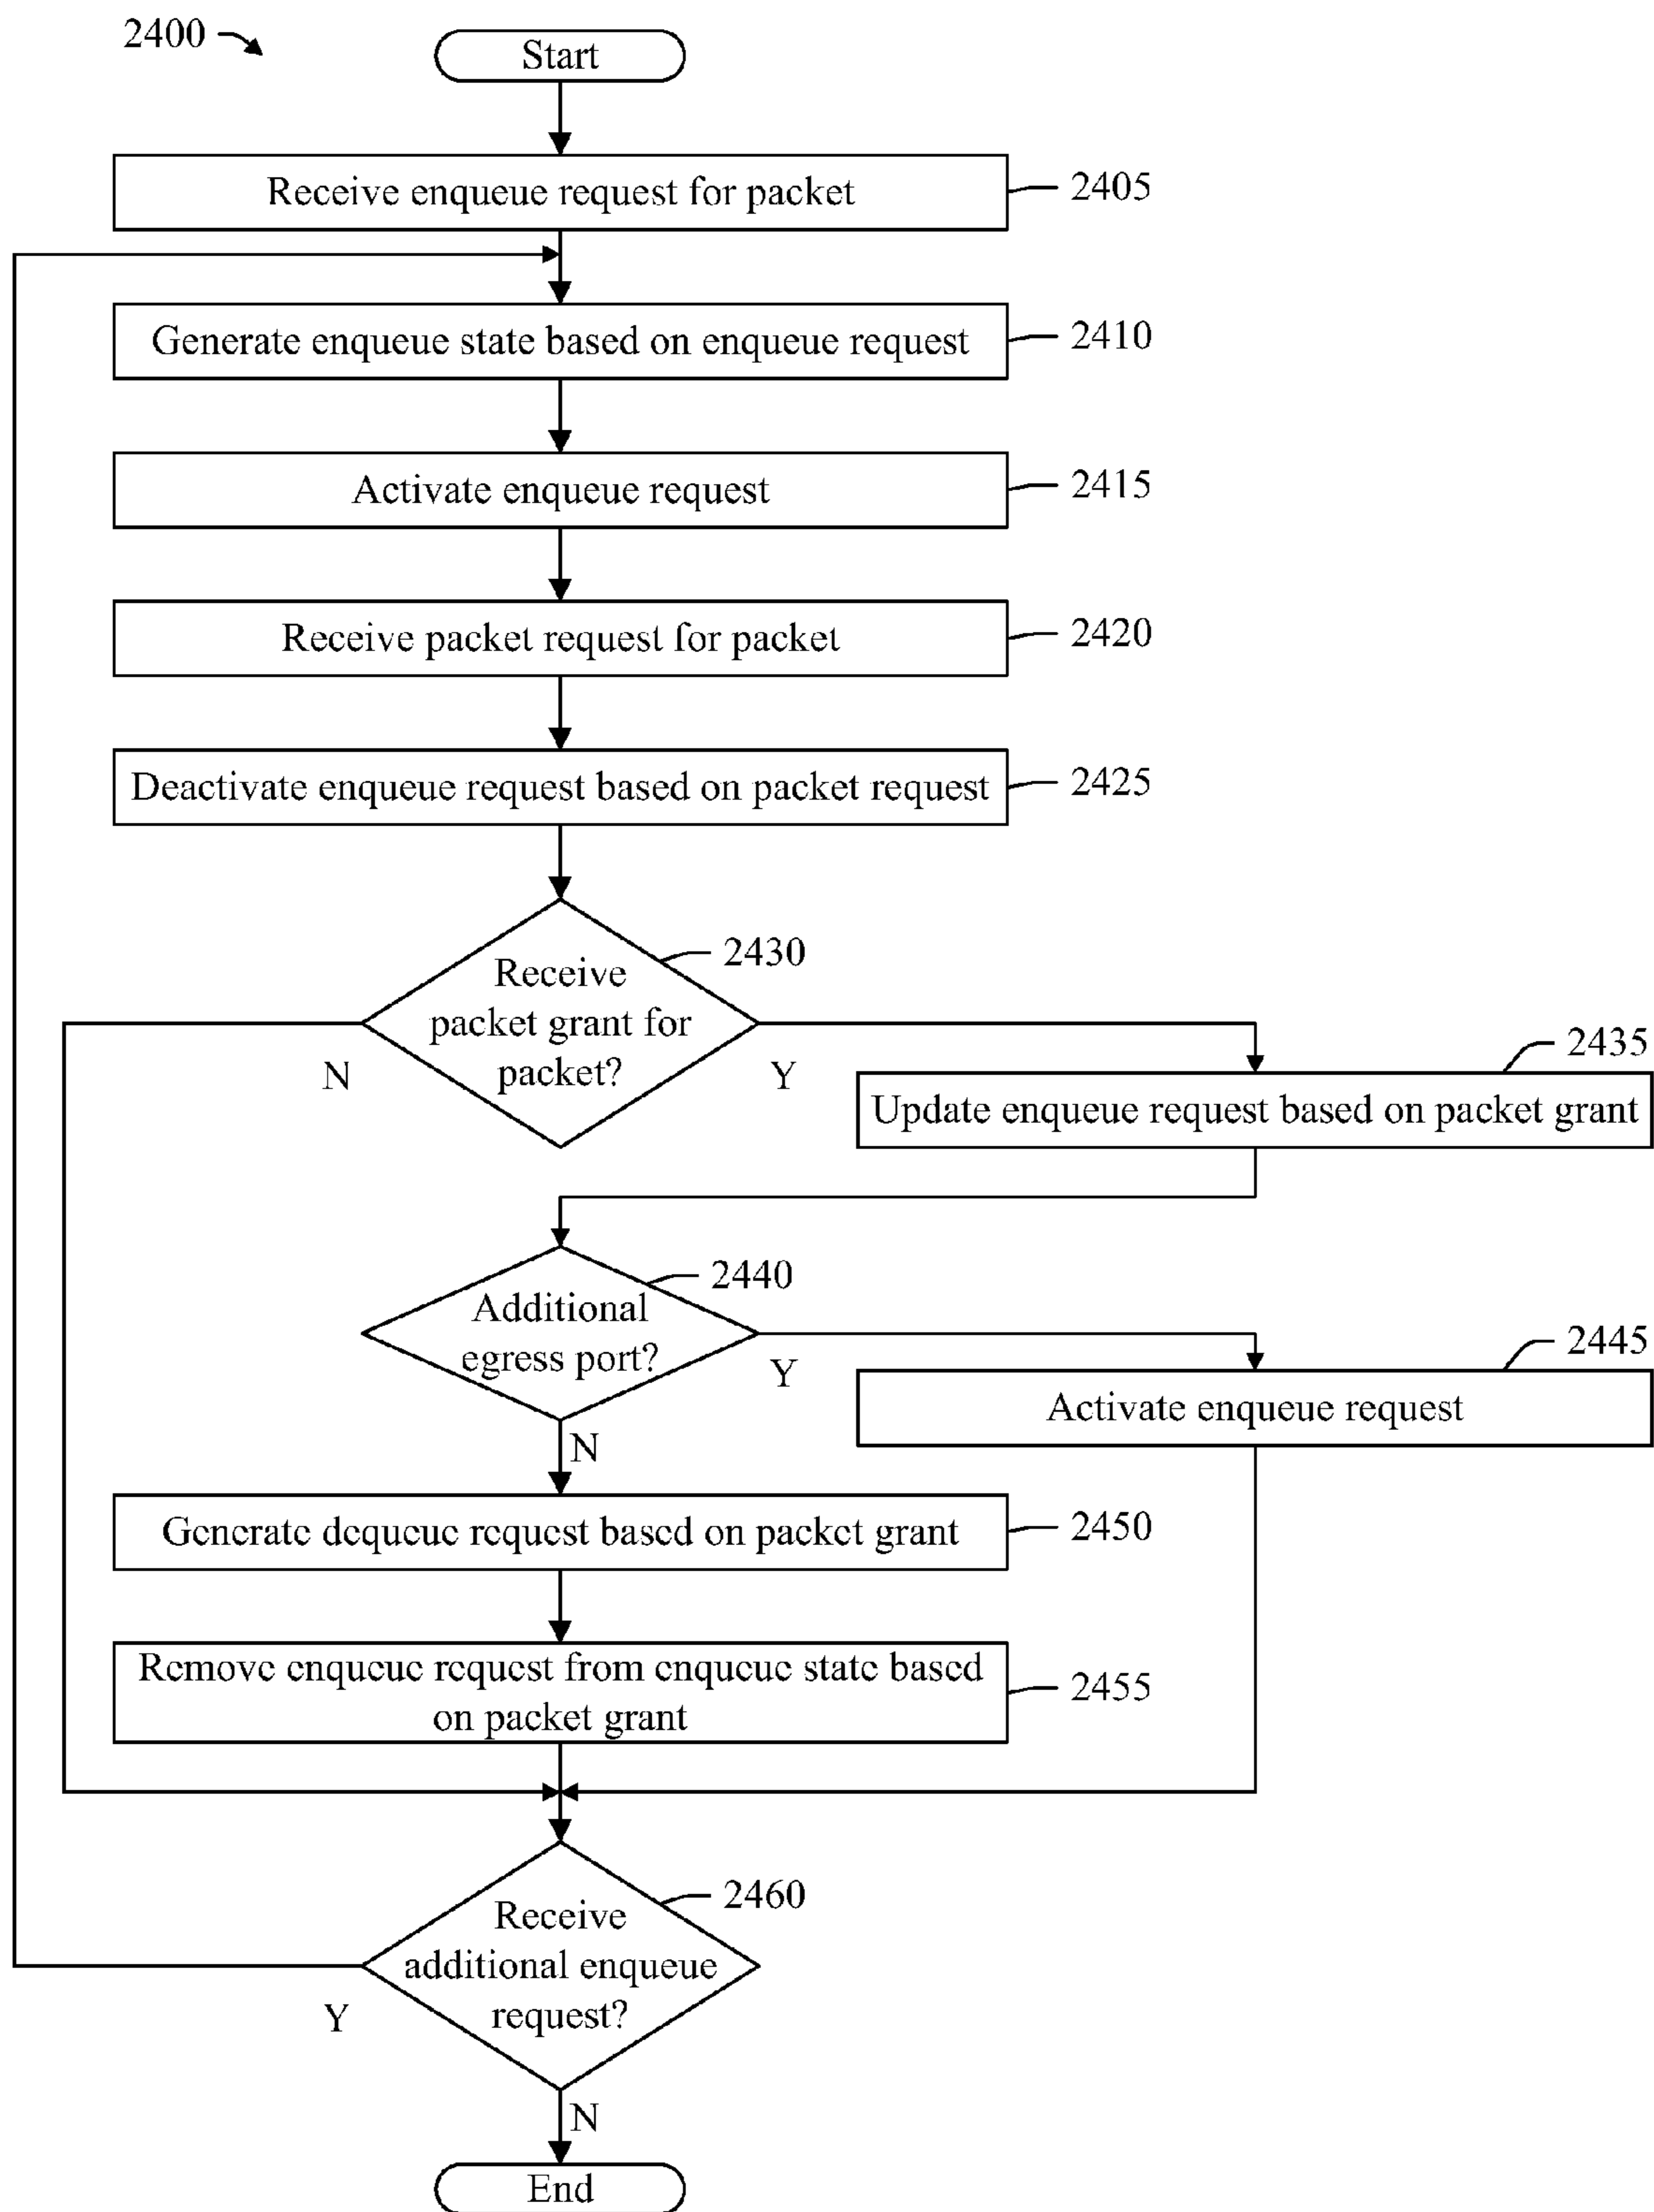 2400
Start
Receive enqueue request for packet
2405
Generate enqueue state based on enqueue request
2410
Activate enqueue request
2415
Receive packet request for packet
2420
Deactivate enqueue request based on packet request
2425
2430
Receive
packet grant for
packet?
N
Y
2435
Update enqueue request based on packet grant
2440
Additional
egress port?
Y
2445
Activate enqueue request
N
Generate dequeue request based on packet grant
2450
Remove enqueue request from enqueue state based
on packet grant
2455
2460
Receive
additional enqueue
request?
Y
N
End